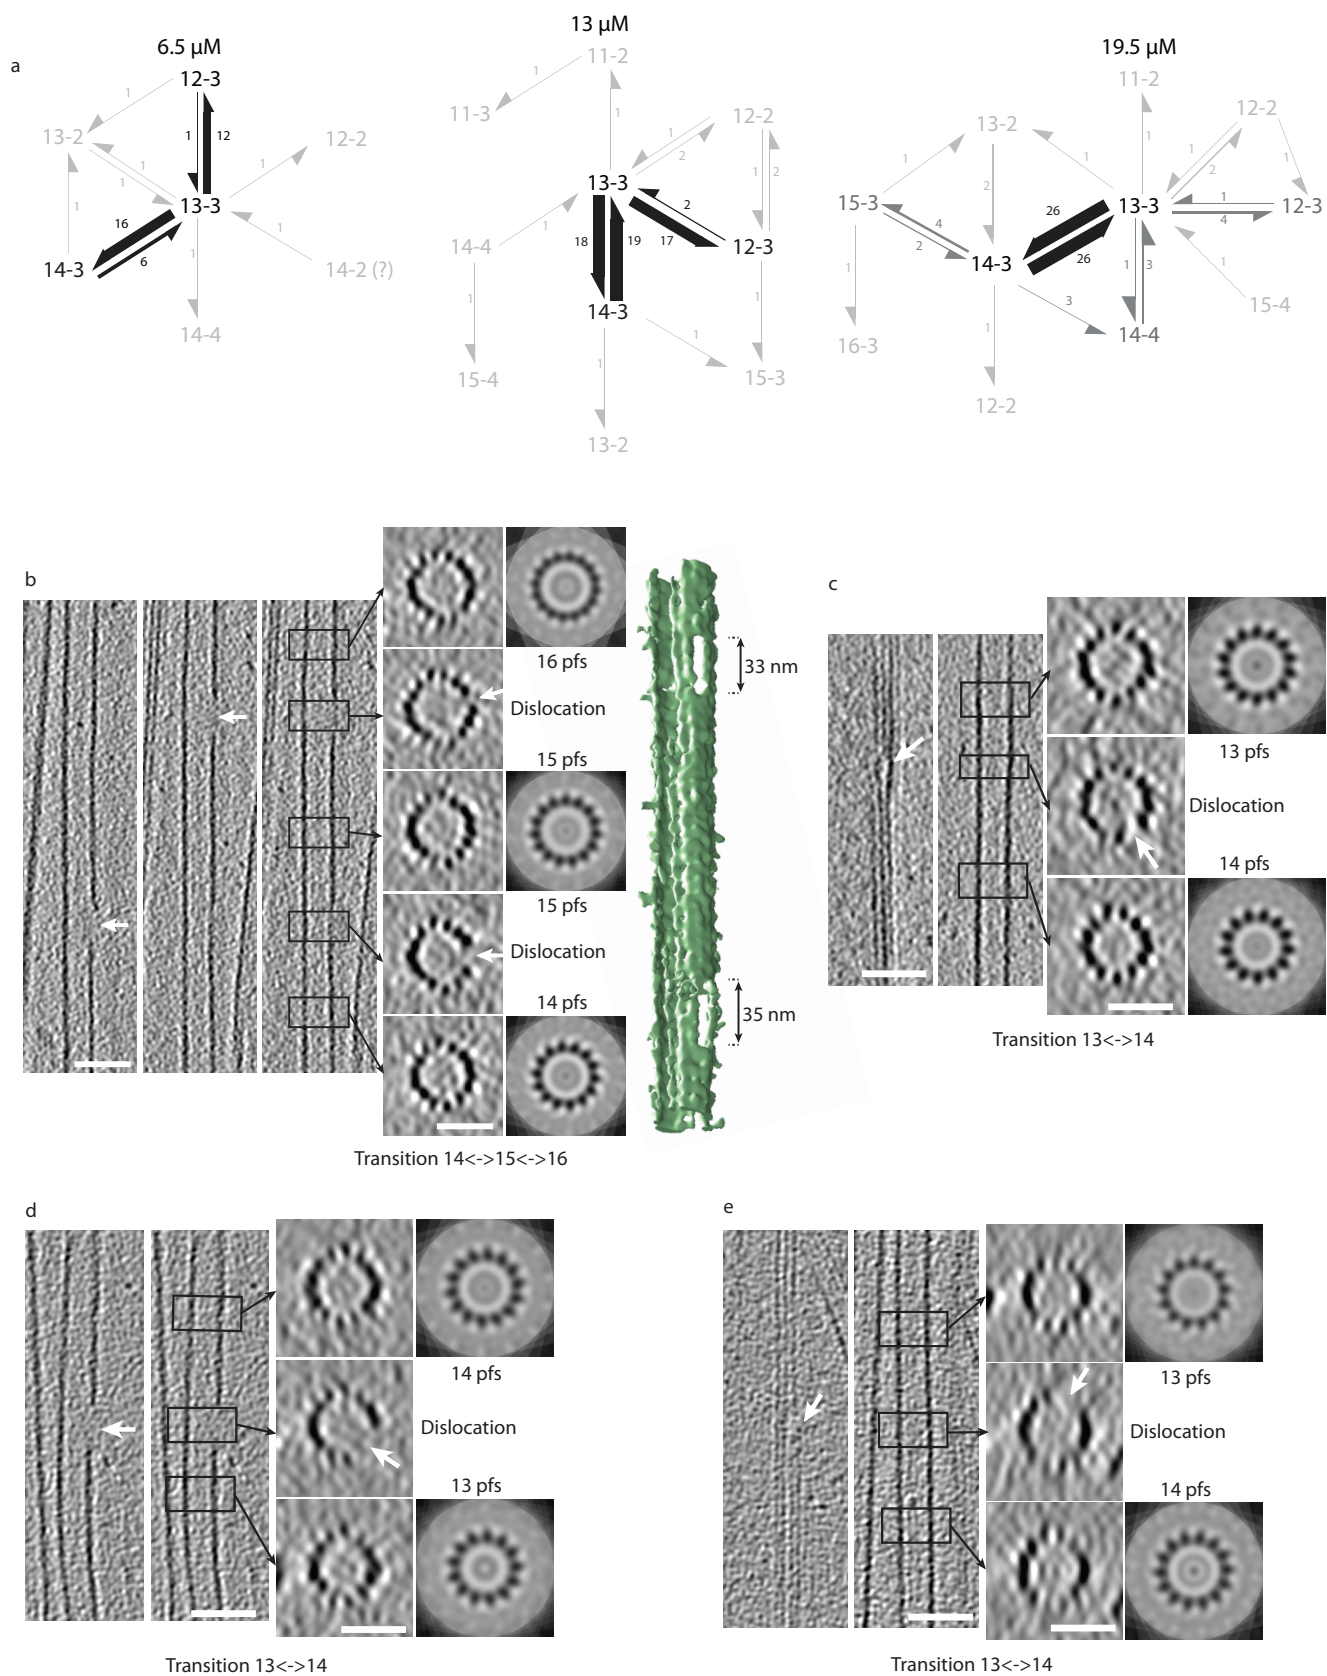 a
6.5 µM
12-3
1
13-2
1
12
12-2
1
1
1
1
13-3
16
1
6
14-3
1
14-2 (?)
14-4
13 µM
11-2
1
11-3
1
12-2
1
2
13-3
1
2
2
14-4
1
18
19
17
12-3
14-3
1
1
1
15-4
1
15-3
13-2
19.5 µM
11-2
12-2
13-2
1
1
1
1
2
1
15-3
2
13-3
1
12-3
4
26
4
2
14-3
26
1
3
1
1
3
15-4
16-3
1
14-4
12-2
b
16 pfs
Dislocation
15 pfs
15 pfs
Dislocation
14 pfs
33 nm
35 nm
Transition 14<->15<->16
c
13 pfs
Dislocation
14 pfs
Transition 13<->14
d
14 pfs
Dislocation
13 pfs
Transition 13<->14
e
13 pfs
Dislocation
14 pfs
Transition 13<->14